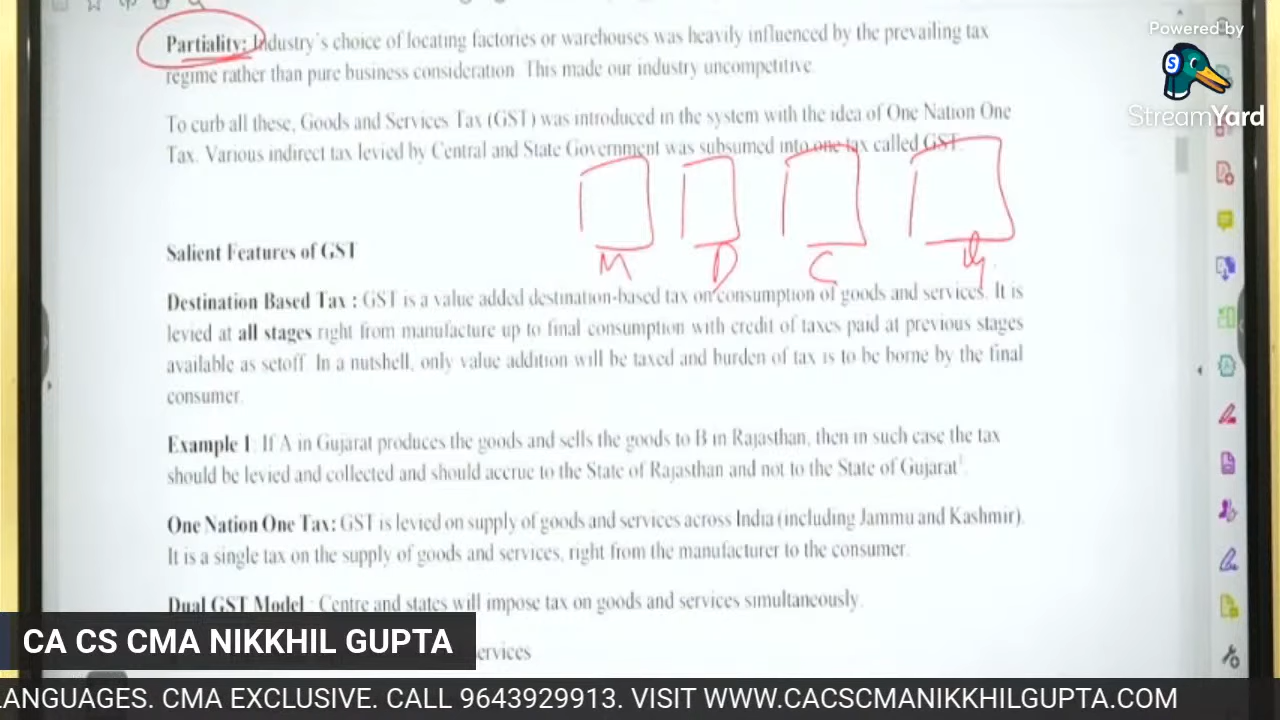 Powered by
StreamYard
Partiality: Industry's choice of locating factories or warehouses was heavily influenced by the prevailing tax
regime rather than pure business consideration. This made our industry uncompetitive.
To curb all these, Goods and Services Tax (GST) was introduced in the system with the idea of One Nation One
Tax. Various indirect tax levied by Central and State Government was subsumed into one tax called GST.
M D C
Salient Features of GST
Destination Based Tax : GST is a value added destination-based tax on consumption of goods and services. It is
levied at all stages right from manufacture up to final consumption with credit of taxes paid at previous stages
available as setoff. In a nutshell, only value addition will be taxed and burden of tax is to be borne by the final
consumer.
Example 1: If A in Gujarat produces the goods and sells the goods to B in Rajasthan, then in such case the tax
should be levied and collected and should accrue to the State of Rajasthan and not to the State of Gujarat¹.
One Nation One Tax: GST is levied on supply of goods and services across India (including Jammu and Kashmir).
It is a single tax on the supply of goods and services, right from the manufacturer to the consumer.
Dual GST Model : Centre and states will impose tax on goods and services simultaneously.
ervices
CA CS CMA NIKKHIL GUPTA
LANGUAGES. CMA EXCLUSIVE. CALL 9643929913. VISIT WWW.CACSCMANIKKHILGUPTA.COM